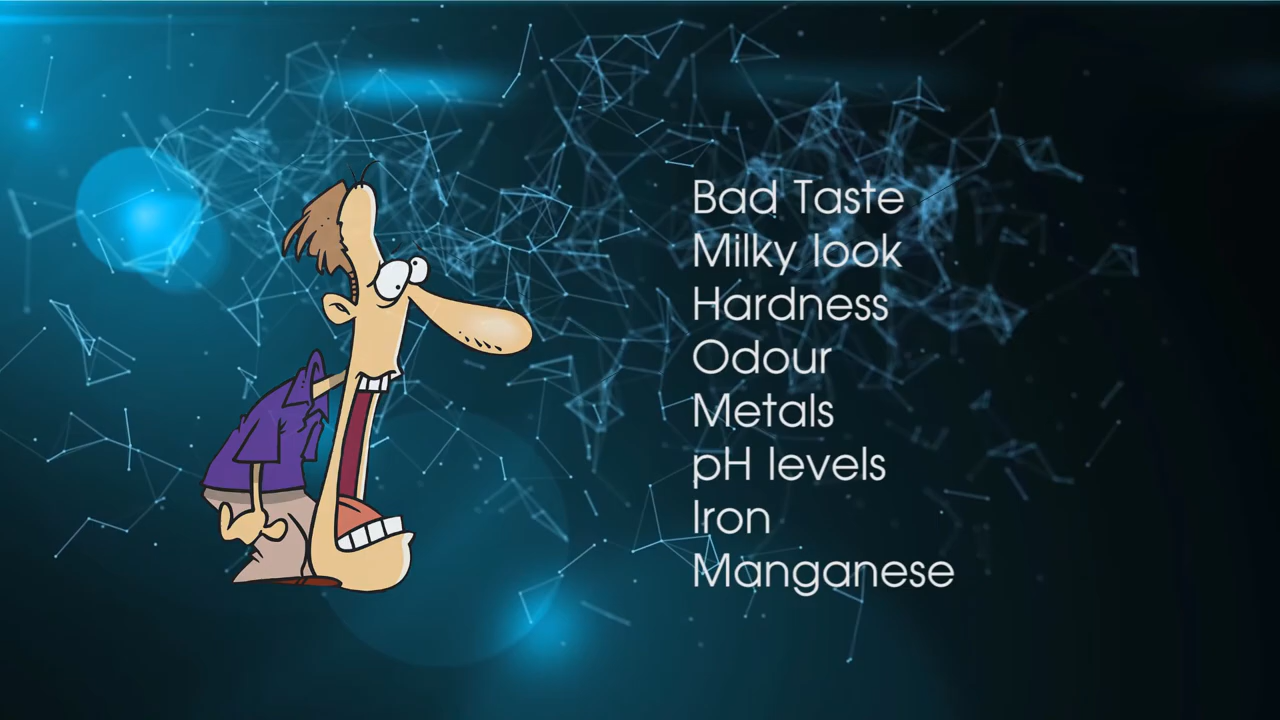 Bad Taste
Milky look
Hardness
Odour
Metals
pH levels
Iron
Manganese